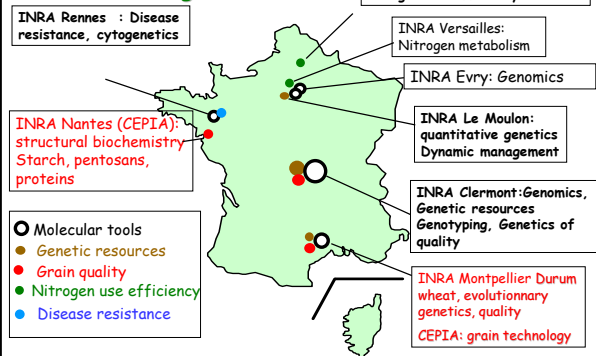 INRA Rennes : Disease
resistance, cytogenetics
INRA Versailles:
Nitrogen metabolism
INRA Evry: Genomics
INRA Le Moulon:
quantitative genetics
Dynamic management
INRA Nantes (CEPIA):
structural biochemistry
Starch, pentosans,
proteins
INRA Clermont:Genomics,
Genetic resources
Genotyping, Genetics of
quality
Molecular tools
Genetic resources
Grain quality
Nitrogen use efficiency
Disease resistance
INRA Montpellier Durum
wheat, evolutionnary
genetics, quality
CEPIA: grain technology